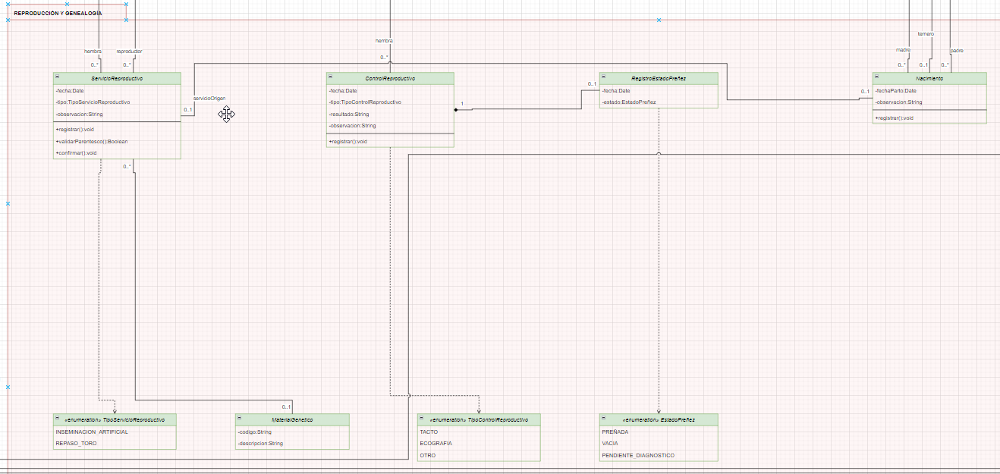 REPRODUCCIÓN Y GENEALOGÍA
hembra
reproductor
0..*
0..*
hembra
0..*
ternero
madre
padre
0..*
0..1
0..*
ServicioReproductivo
-fecha:Date
-tipo:TipoServicioReproductivo
-observacion:String
+registrar():void
+validarParentesco():Boolean
+confirmar():void
servicioOrigen
0..1
0..*
ControlReproductivo
-fecha:Date
-tipo:TipoControlReproductivo
-resultado:String
-observacion:String
+registrar():void
1
0..1
RegistroEstadoPreñez
-fecha:Date
-estado:EstadoPreñez
0..1
Nacimiento
-fechaParto:Date
-observacion:String
+registrar():void
«enumeration» TipoServicioReproductivo
INSEMINACION_ARTIFICIAL
REPASO_TORO
0..1
MaterialGenetico
-codigo:String
-descripcion:String
«enumeration» TipoControlReproductivo
TACTO
ECOGRAFIA
OTRO
«enumeration» EstadoPreñez
PREÑADA
VACIA
PENDIENTE_DIAGNOSTICO